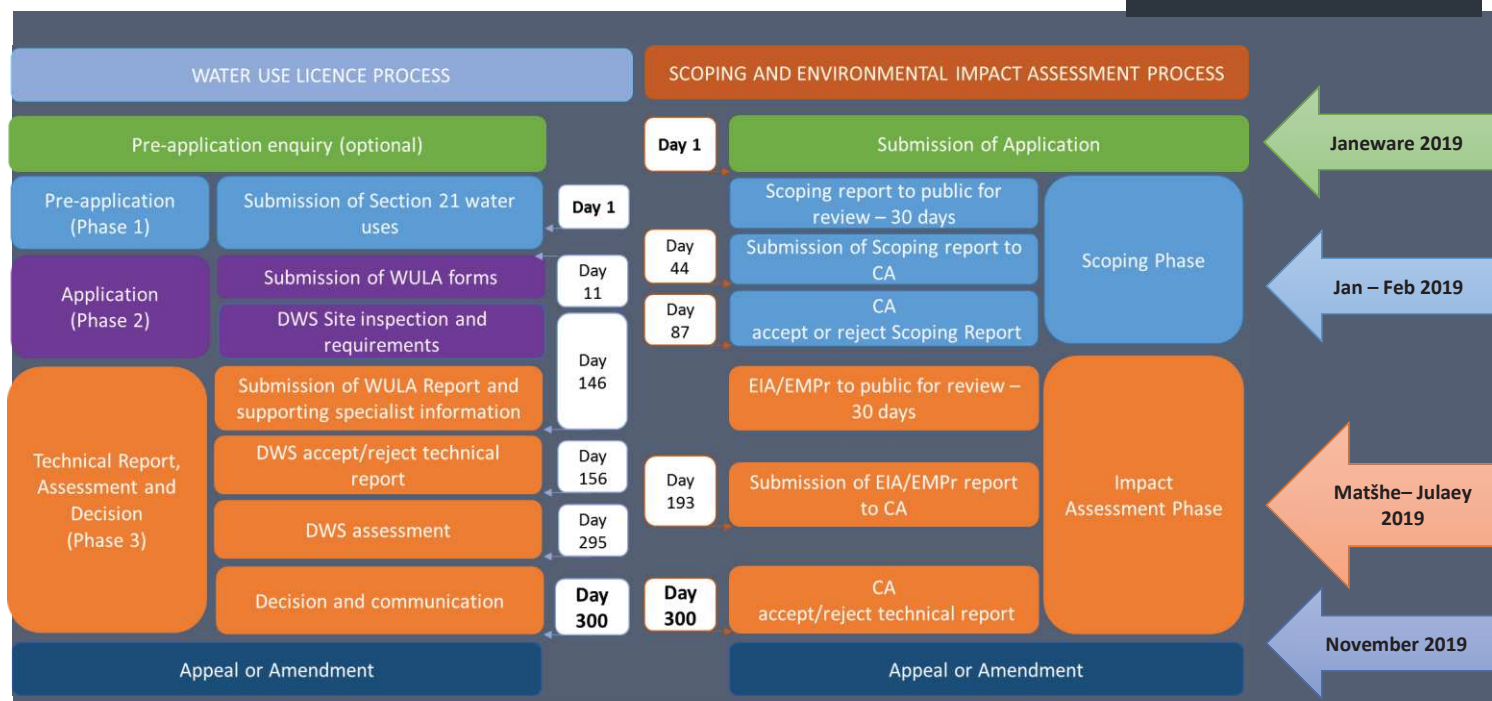 WATER USE LICENCE PROCESS
SCOPING AND ENVIRONMENTAL IMPACT ASSESSMENT PROCESS
Pre-application enquiry (optional)
Day 1
Submission of Application
Janeware 2019
Pre-application
(Phase 1)
Submission of Section 21 water
uses
Day 1
Scoping report to public for
review – 30 days
Scoping Phase
Jan – Feb 2019
Application
(Phase 2)
Submission of WULA forms
Day
11
Day
44
Submission of Scoping report to
CA
DWS Site inspection and
requirements
Day
146
Day
87
CA
accept or reject Scoping Report
Technical Report,
Assessment and
Decision
(Phase 3)
Submission of WULA Report and
supporting specialist information
EIA/EMPr to public for review –
30 days
Impact
Assessment Phase
Matšhe– Julaey
2019
DWS accept/reject technical
report
Day
156
Day
193
Submission of EIA/EMPr report
to CA
DWS assessment
Day
295
Decision and communication
Day
300
Day
300
CA
accept/reject technical report
November 2019
Appeal or Amendment
Appeal or Amendment